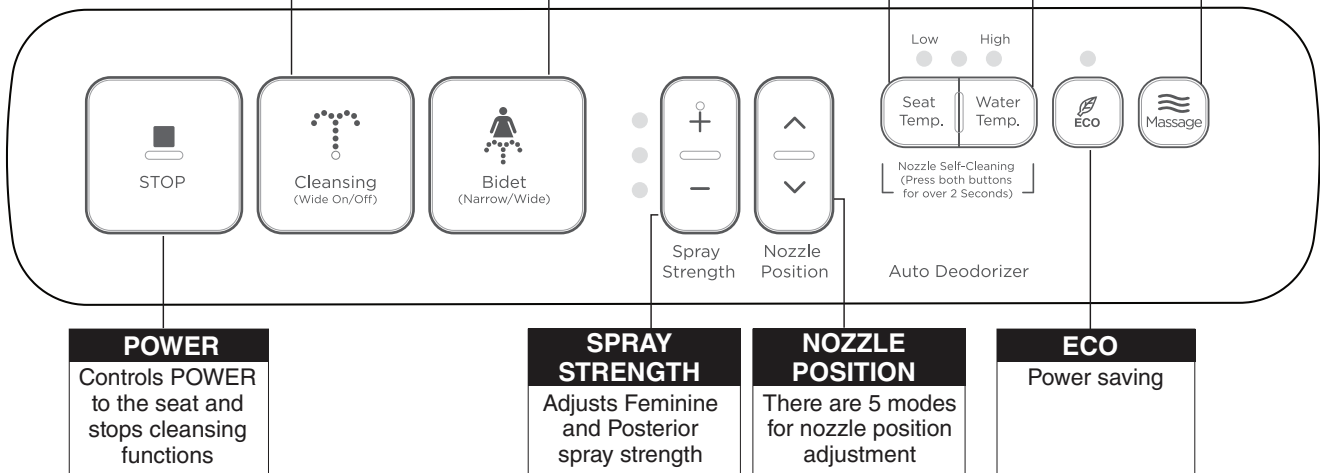 Low
High
STOP
Cleansing
(Wide On/Off)
Bidet
(Narrow/Wide)
+
−
Spray
Strength
Nozzle
Position
Seat
Temp.
Water
Temp.
Nozzle Self-Cleaning
(Press both buttons
for over 2 Seconds)
Auto Deodorizer
ECO
Massage
POWER
Controls POWER
to the seat and
stops cleansing
functions
SPRAY
STRENGTH
Adjusts Feminine
and Posterior
spray strength
NOZZLE
POSITION
There are 5 modes
for nozzle position
adjustment
ECO
Power saving